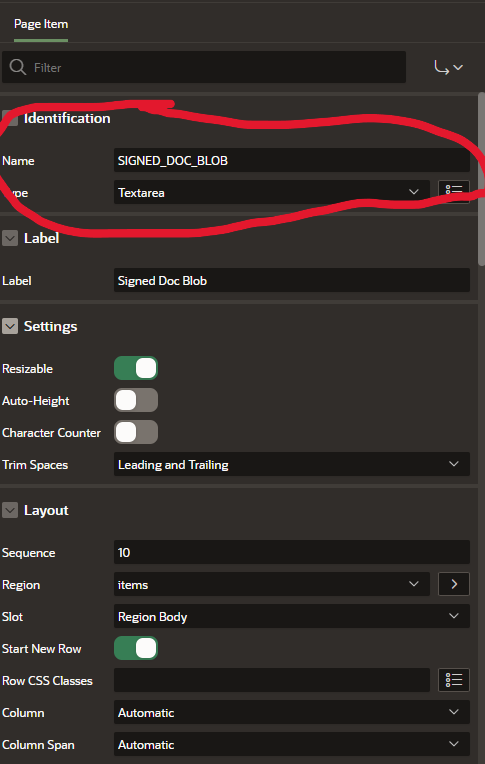 Page Item
Filter
Identification
Name SIGNED_DOC_BLOB
ype Textarea
Label
Label Signed Doc Blob
Settings
Resizable
Auto-Height
Character Counter
Trim Spaces Leading and Trailing
Layout
Sequence 10
Region items
Slot Region Body
Start New Row
Row CSS Classes
Column Automatic
Column Span Automatic